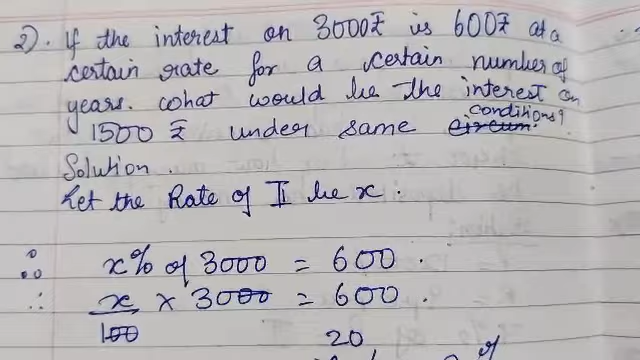 2). If the interest on 3000₹ is 600₹ at a
certain rate for a certain number of
years. what would be the interest on
1500 ₹ under same conditions?
Solution.
Let the Rate of II be x.
∴ x% of 3000 = 600.
∴ x/100 × 3000 = 600.
20